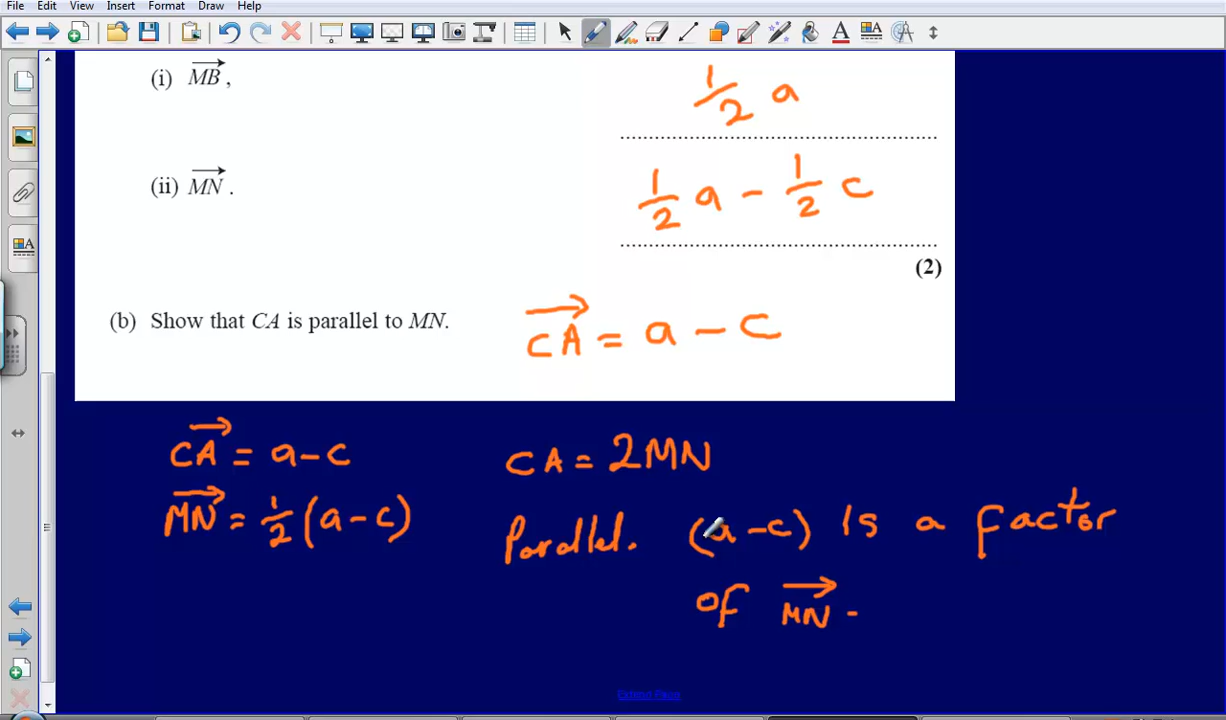 File Edit View Insert Format Draw Help
(i) MB,
1/2 a
(ii) MN.
1/2 a - 1/2 c
(2)
(b) Show that CA is parallel to MN.
CA = a - c
CA = a - c
CA = 2MN
MN = 1/2 (a - c)
Parallel. (a - c) is a factor
of MN -
Extend Page